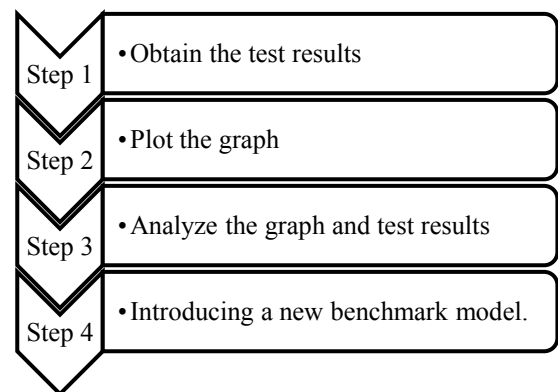 Step 1
•Obtain the test results
Step 2
•Plot the graph
Step 3
•Analyze the graph and test results
Step 4
•Introducing a new benchmark model.